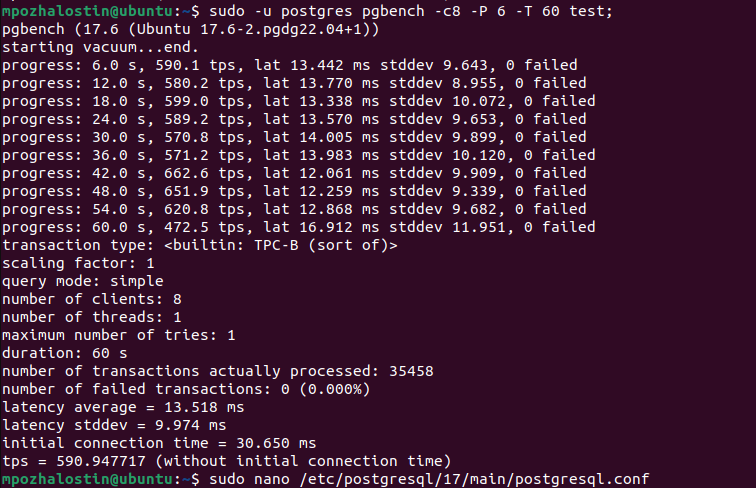 mpozhalostin@ubuntu:~$ sudo -u postgres pgbench -c8 -P 6 -T 60 test;
pgbench (17.6 (Ubuntu 17.6-2.pgdg22.04+1))
starting vacuum...end.
progress: 6.0 s, 590.1 tps, lat 13.442 ms stddev 9.643, 0 failed
progress: 12.0 s, 580.2 tps, lat 13.770 ms stddev 8.955, 0 failed
progress: 18.0 s, 599.0 tps, lat 13.338 ms stddev 10.072, 0 failed
progress: 24.0 s, 589.2 tps, lat 13.570 ms stddev 9.653, 0 failed
progress: 30.0 s, 570.8 tps, lat 14.005 ms stddev 9.899, 0 failed
progress: 36.0 s, 571.2 tps, lat 13.983 ms stddev 10.120, 0 failed
progress: 42.0 s, 662.6 tps, lat 12.061 ms stddev 9.909, 0 failed
progress: 48.0 s, 651.9 tps, lat 12.259 ms stddev 9.339, 0 failed
progress: 54.0 s, 620.8 tps, lat 12.868 ms stddev 9.682, 0 failed
progress: 60.0 s, 472.5 tps, lat 16.912 ms stddev 11.951, 0 failed
transaction type: <builtin: TPC-B (sort of)>
scaling factor: 1
query mode: simple
number of clients: 8
number of threads: 1
maximum number of tries: 1
duration: 60 s
number of transactions actually processed: 35458
number of failed transactions: 0 (0.000%)
latency average = 13.518 ms
latency stddev = 9.974 ms
initial connection time = 30.650 ms
tps = 590.947717 (without initial connection time)
mpozhalostin@ubuntu:~$ sudo nano /etc/postgresql/17/main/postgresql.conf